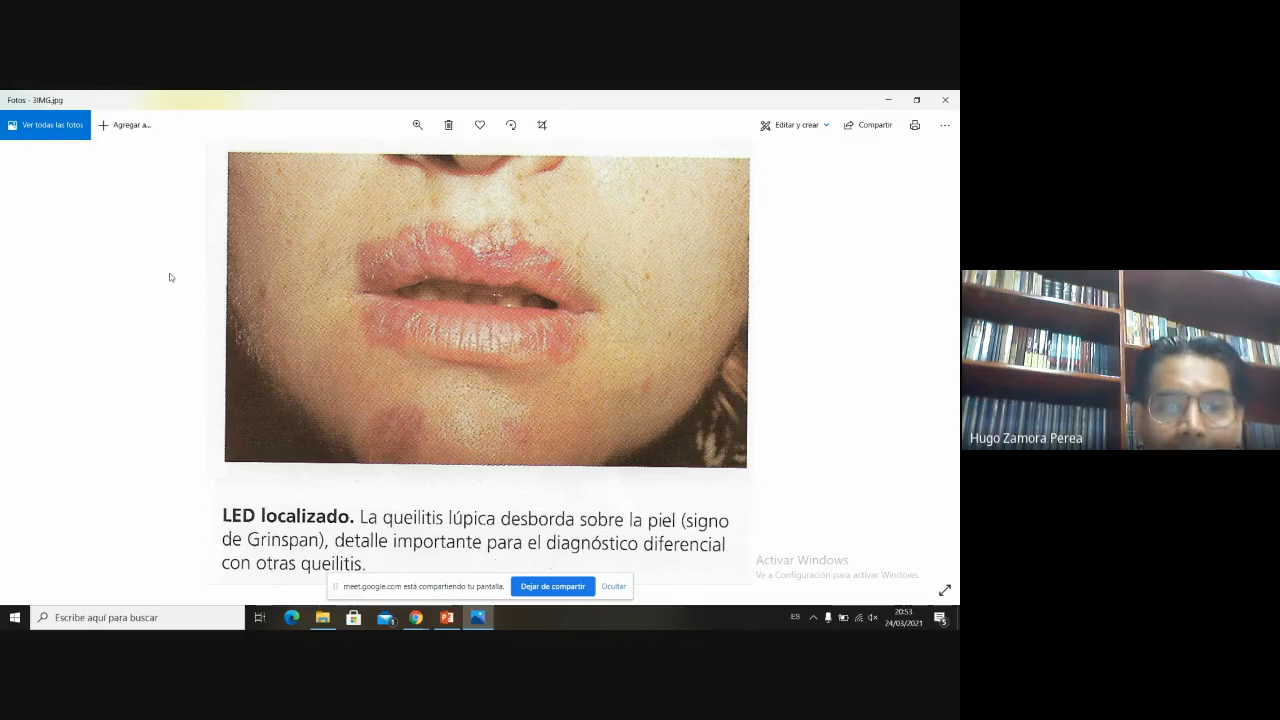 Fotos - 3IMG.jpg
Ver todas las fotos
Agregar a...
Editar y crear
Compartir
Hugo Zamora Perea
LED localizado. La queilitis lúpica desborda sobre la piel (signo
de Grinspan), detalle importante para el diagnóstico diferencial
con otras queilitis.
Activar Windows
Ve a Configuración para activar Windows.
meet.google.com está compartiendo tu pantalla.
Dejar de compartir
Ocultar
Escribe aquí para buscar
1
ES
20:53
24/03/2021
5